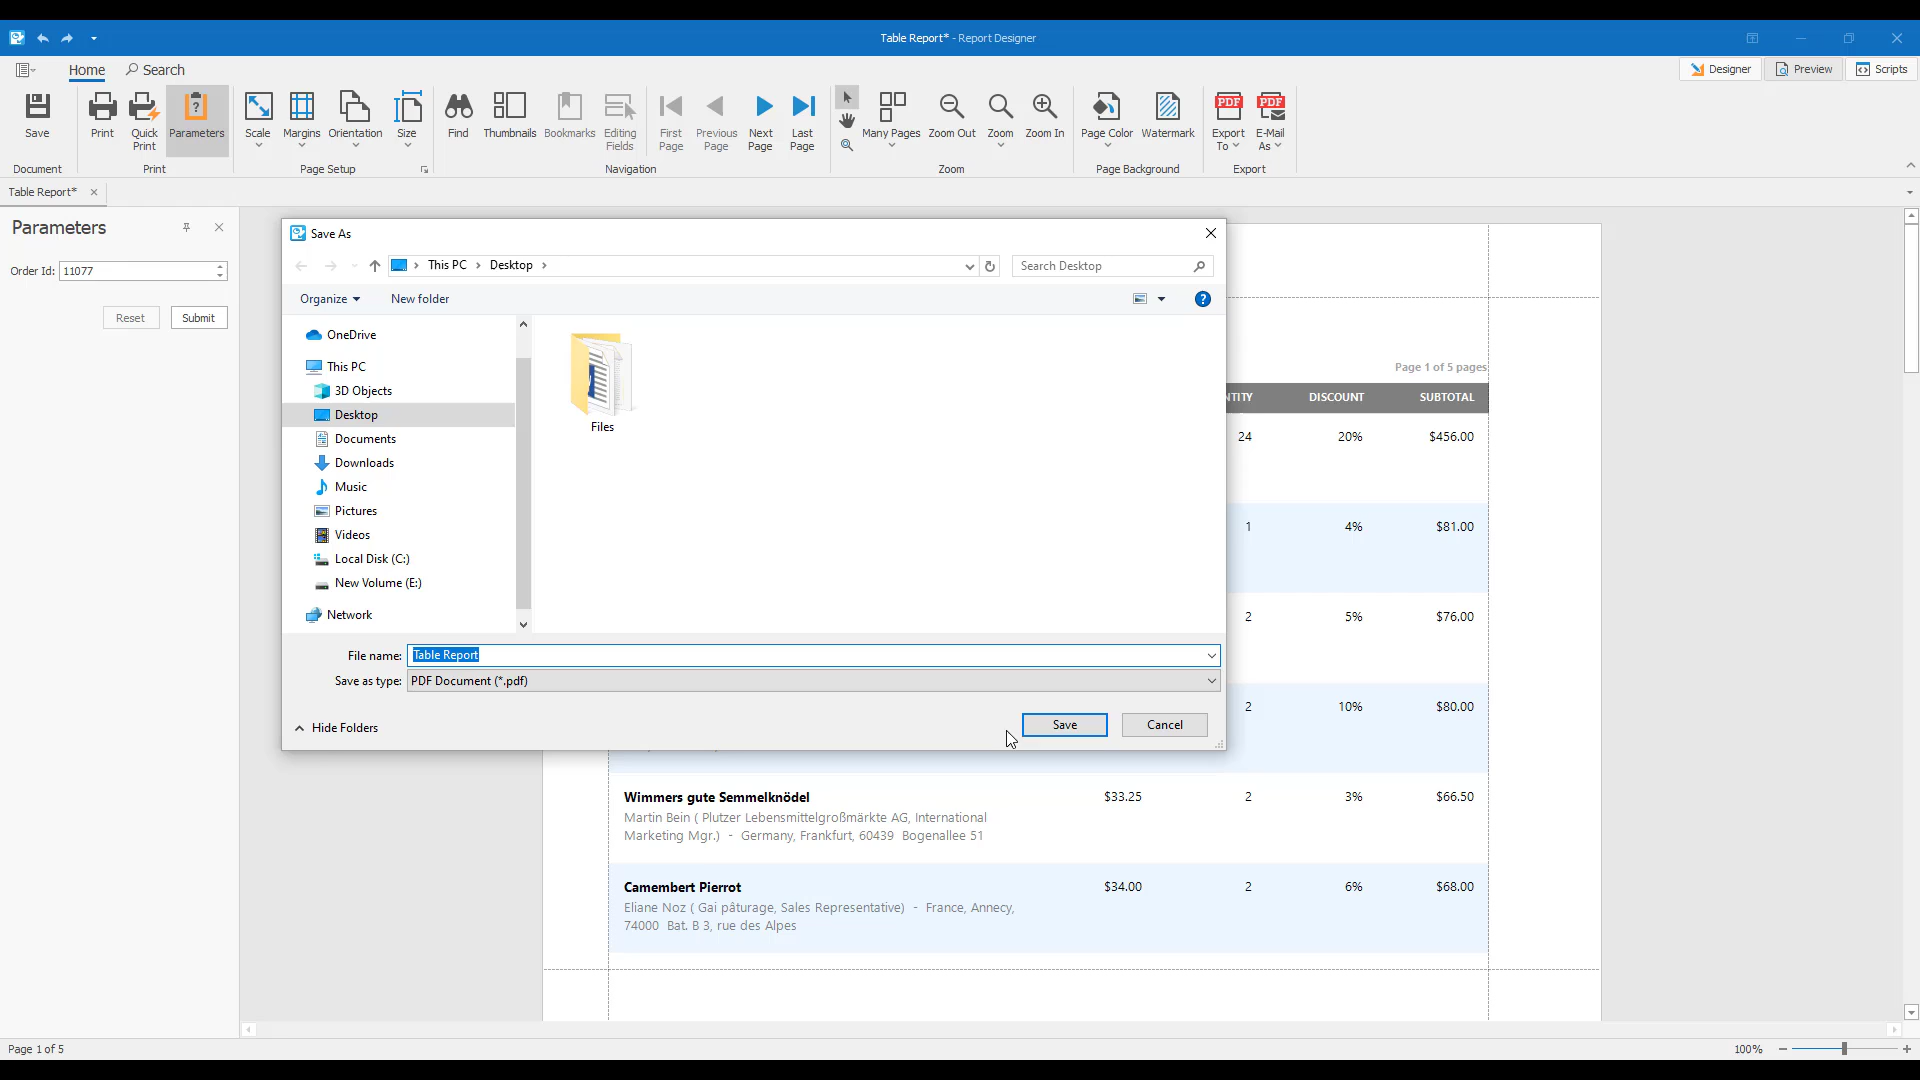 Table Report* - Report Designer
Home
Search
Designer
Preview
Scripts
Save
Print
Quick
Print
Parameters
Scale
Margins
Orientation
Size
Find
Thumbnails
Bookmarks
Editing
Fields
First
Page
Previous
Page
Next
Page
Last
Page
Many Pages
Zoom Out
Zoom
Zoom In
Page Color
Watermark
PDF
Export
To
PDF
E-Mail
As
Document
Print
Page Setup
Navigation
Zoom
Page Background
Export
Table Report*
Parameters
Order Id: 11077
Reset
Submit
Save As
This PC > Desktop >
Search Desktop
Organize
New folder
OneDrive
This PC
3D Objects
Desktop
Documents
Downloads
Music
Pictures
Videos
Local Disk (C:)
New Volume (E:)
Network
Files
File name: Table Report
Save as type: PDF Document (*.pdf)
Hide Folders
Save
Cancel
Page 1 of 5 pages
NTITY DISCOUNT SUBTOTAL
24 20% $456.00
1 4% $81.00
2 5% $76.00
2 10% $80.00
Wimmers gute Semmelknödel $33.25 2 3% $66.50
Martin Bein ( Plutzer Lebensmittelgroßmärkte AG, International
Marketing Mgr.) - Germany, Frankfurt, 60439 Bogenallee 51
Camembert Pierrot $34.00 2 6% $68.00
Eliane Noz ( Gai pâturage, Sales Representative) - France, Annecy,
74000 Bat. B 3, rue des Alpes
Page 1 of 5
100%